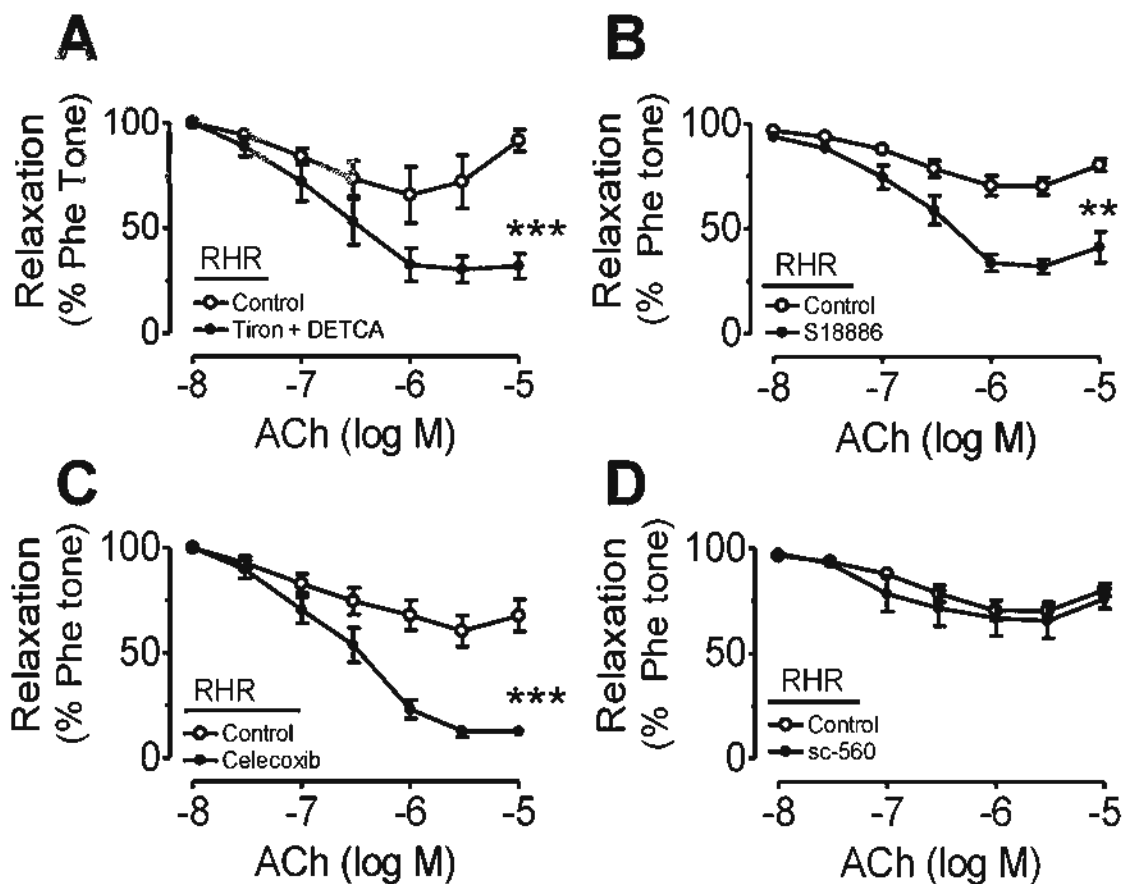 A
Relaxation
(% Phe Tone)
100
50
0
RHR
Control
Tiron + DETCA
***
-8 -7 -6 -5
ACh (log M)
B
Relaxation
(% Phe tone)
100
50
0
RHR
Control
S18886
**
-8 -7 -6 -5
ACh (log M)
C
Relaxation
(% Phe tone)
100
50
0
RHR
Control
Celecoxib
***
-8 -7 -6 -5
ACh (log M)
D
Relaxation
(% Phe tone)
100
50
0
RHR
Control
sc-560
-8 -7 -6 -5
ACh (log M)